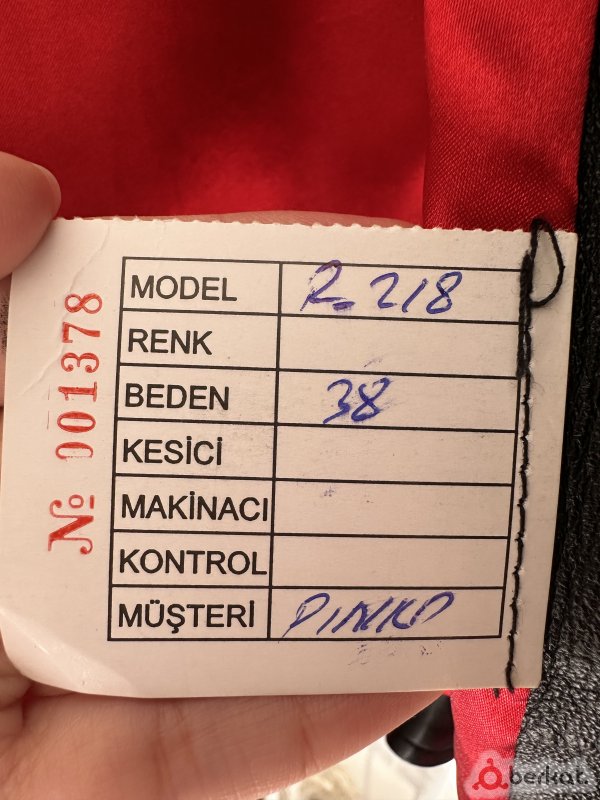 № 001378
MODEL R-218
RENK
BEDEN 38
KESİCİ
MAKİNACI
KONTROL
MÜŞTERİ PINKO
berkat.